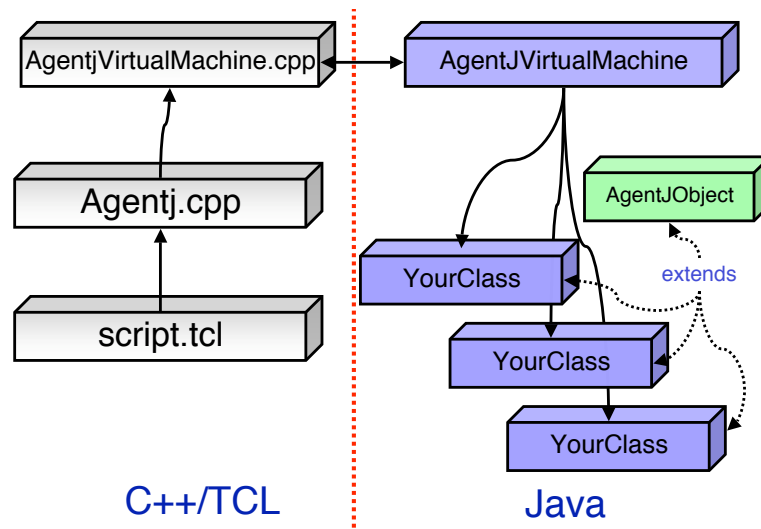 AgentjVirtualMachine.cpp
AgentJVirtualMachine
Agentj.cpp
AgentJObject
YourClass
extends
script.tcl
YourClass
YourClass
C++/TCL
Java